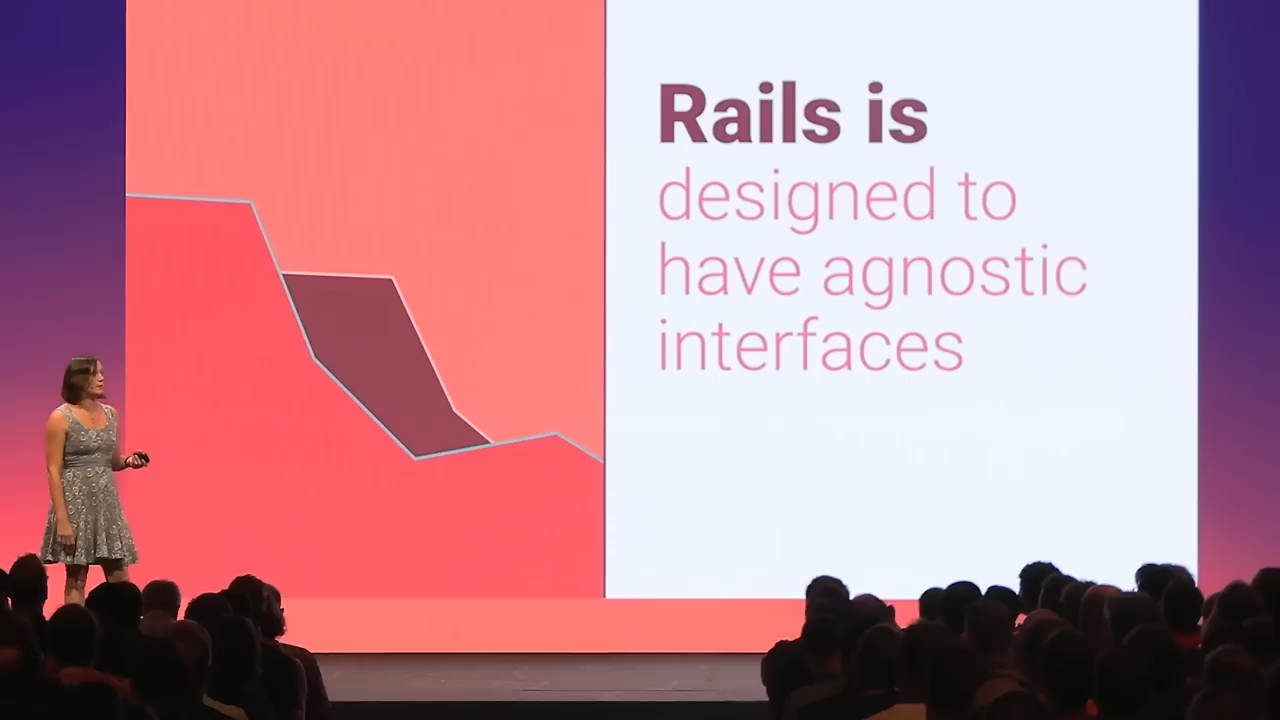 Rails is
designed to
have agnostic
interfaces